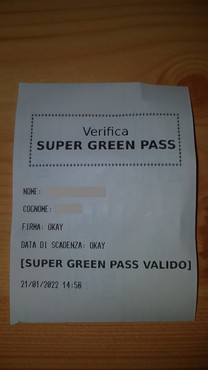 Verifica
SUPER GREEN PASS
NOME:
COGNOME:
FIRMA: OKAY
DATA DI SCADENZA: OKAY
[SUPER GREEN PASS VALIDO]
21/01/2022 14:58